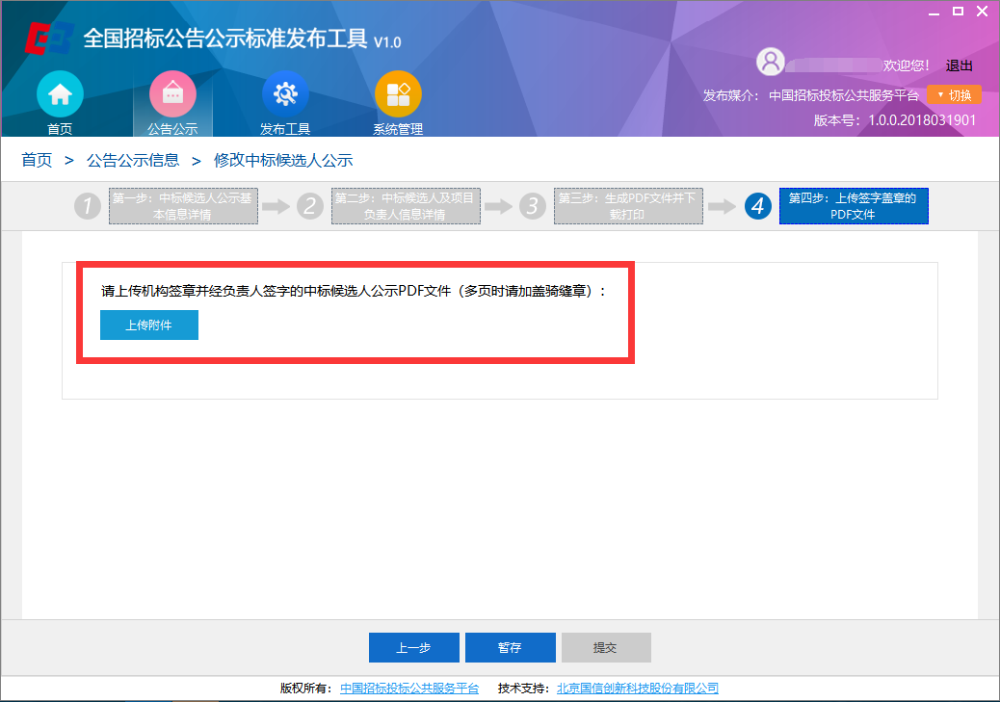 全国招标公告公示标准发布工具 V1.0
欢迎您! 退出
首页 公告公示 发布工具 系统管理
发布媒介: 中国招标投标公共服务平台 ▼ 切换
版本号: 1.0.0.2018031901
首页 > 公告公示信息 > 修改中标候选人公示
1 第一步：中标候选人公示基
本信息详情
2 第二步：中标候选人及项目
负责人信息详情
3 第三步：生成PDF文件并下
载打印
4 第四步：上传签字盖章的
PDF文件
请上传机构签章并经负责人签字的中标候选人公示PDF文件（多页时请加盖骑缝章）：
上传附件
上一步 暂存 提交
版权所有: 中国招标投标公共服务平台 技术支持: 北京国信创新科技股份有限公司